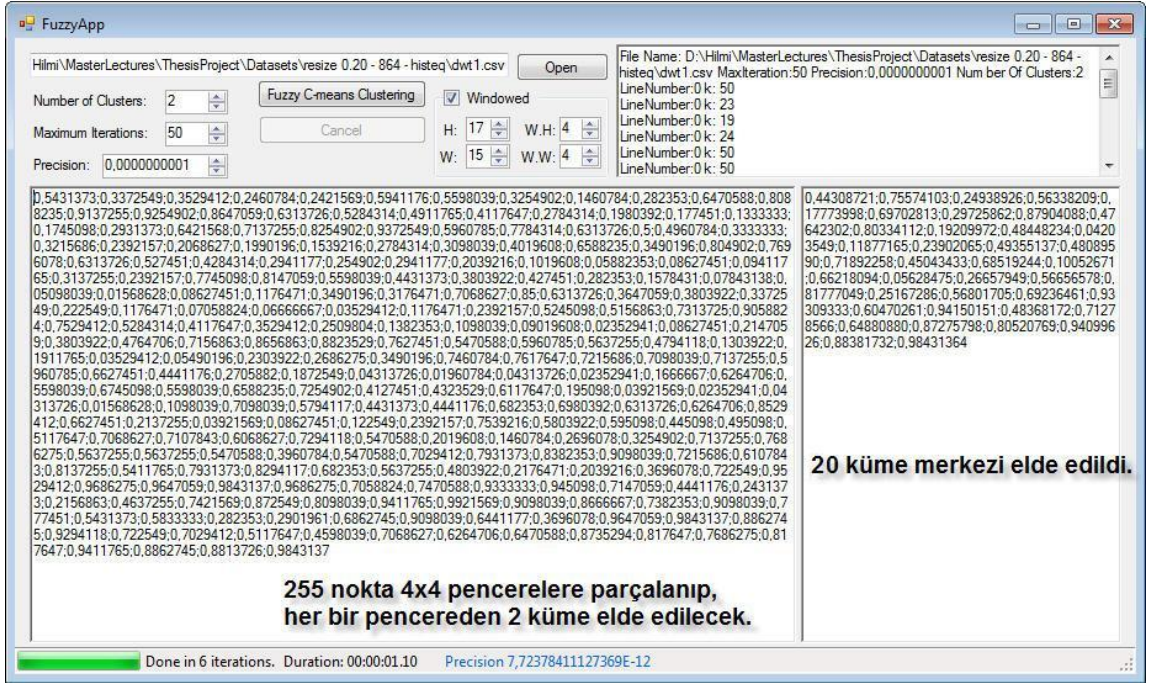 FuzzyApp
Hilmi\MasterLectures\ThesisProject\Datasets\resize 0.20 - 864 - histeq\dwt1.csv
Open
Number of Clusters: 2
Fuzzy C-means Clustering
Windowed
Maximum Iterations: 50
Cancel
H: 17 W.H: 4
Precision: 0,0000000001
W: 15 W.W: 4
File Name: D:\Hilmi\MasterLectures\ThesisProject\Datasets\resize 0.20 - 864 -
histeq\dwt1.csv MaxIteration:50 Precision:0,0000000001 Num ber Of Clusters:2
LineNumber:0 k: 50
LineNumber:0 k: 23
LineNumber:0 k: 19
LineNumber:0 k: 24
LineNumber:0 k: 50
LineNumber:0 k: 50
0,5431373;0,3372549;0,3529412;0,2460784;0,2421569;0,5941176;0,5598039;0,3254902;0,1460784;0,282353;0,6470588;0,808
8235;0,9137255;0,9254902;0,8647059;0,6313726;0,5284314;0,4911765;0,4117647;0,2784314;0,1980392;0,177451;0,1333333;
0,1745098;0,2931373;0,6421568;0,7137255;0,8254902;0,9372549;0,5960785;0,7784314;0,6313726;0,5;0,4960784;0,3333333;
0,3215686;0,2392157;0,2068627;0,1990196;0,1539216;0,2784314;0,3098039;0,4019608;0,6588235;0,3490196;0,804902;0,769
6078;0,6313726;0,527451;0,4284314;0,2941177;0,254902;0,2941177;0,2039216;0,1019608;0,05882353;0,08627451;0,094117
65;0,3137255;0,2392157;0,7745098;0,8147059;0,5598039;0,4431373;0,3803922;0,427451;0,282353;0,1578431;0,07843138;0,
05098039;0,01568628;0,08627451;0,1176471;0,3490196;0,3176471;0,7068627;0,85;0,6313726;0,3647059;0,3803922;0,33725
49;0,222549;0,1176471;0,07058824;0,06666667;0,03529412;0,1176471;0,2392157;0,5245098;0,5156863;0,7313725;0,905882
4;0,7529412;0,5284314;0,4117647;0,3529412;0,2509804;0,1382353;0,1098039;0,09019608;0,02352941;0,08627451;0,214705
9;0,3803922;0,4764706;0,7156863;0,8656863;0,8823529;0,7627451;0,5470588;0,5960785;0,5637255;0,4794118;0,1303922;0,
1911765;0,03529412;0,05490196;0,2303922;0,2686275;0,3490196;0,7460784;0,7617647;0,7215686;0,7098039;0,7137255;0,5
960785;0,6627451;0,4441176;0,2705882;0,1872549;0,04313726;0,01960784;0,04313726;0,02352941;0,1666667;0,6264706;0,
5598039;0,6745098;0,5598039;0,6588235;0,7254902;0,4127451;0,4323529;0,6117647;0,195098;0,03921569;0,02352941;0,04
313726;0,01568628;0,1098039;0,7098039;0,5794117;0,4431373;0,4441176;0,682353;0,6980392;0,6313726;0,6264706;0,8529
412;0,6627451;0,2137255;0,03921569;0,08627451;0,122549;0,2392157;0,7539216;0,5803922;0,595098;0,445098;0,495098;0,
5117647;0,7068627;0,7107843;0,6068627;0,7294118;0,5470588;0,2019608;0,1460784;0,2696078;0,3254902;0,7137255;0,768
6275;0,5637255;0,5637255;0,5470588;0,3960784;0,5470588;0,7029412;0,7931373;0,8382353;0,9098039;0,7215686;0,610784
3;0,8137255;0,5411765;0,7931373;0,8294117;0,682353;0,5637255;0,4803922;0,2176471;0,2039216;0,3696078;0,722549;0,95
29412;0,9686275;0,9647059;0,9843137;0,9686275;0,7058824;0,7470588;0,9333333;0,945098;0,7147059;0,4441176;0,243137
3;0,2156863;0,4637255;0,7421569;0,872549;0,8098039;0,9411765;0,9921569;0,9098039;0,8666667;0,7382353;0,9098039;0,7
77451;0,5431373;0,5833333;0,282353;0,2901961;0,6862745;0,9098039;0,6441177;0,3696078;0,9647059;0,9843137;0,886274
5;0,9294118;0,722549;0,7029412;0,5117647;0,4598039;0,7068627;0,6264706;0,6470588;0,8735294;0,817647;0,7686275;0,81
7647;0,9411765;0,8862745;0,8813726;0,9843137
255 nokta 4x4 pencerelere parçalanıp,
her bir pencereden 2 küme elde edilecek.
0,44308721;0,75574103;0,24938926;0,56338209;0,
17773998;0,69702813;0,29725862;0,87904088;0,47
642302;0,80334112;0,19209972;0,48448234;0,0420
3549;0,11877165;0,23902065;0,49355137;0,480895
90;0,71892258;0,45043433;0,68519244;0,10052671
;0,66218094;0,05628475;0,26657949;0,56656578;0,
81777049;0,25167286;0,56801705;0,69236461;0,93
309333;0,60470261;0,94150151;0,48368172;0,7127
8566;0,64880880;0,87275798;0,80520769;0,940996
26;0,88381732;0,98431364
20 küme merkezi elde edildi.
Done in 6 iterations. Duration: 00:00:01.10 Precision 7,72378411127369E-12